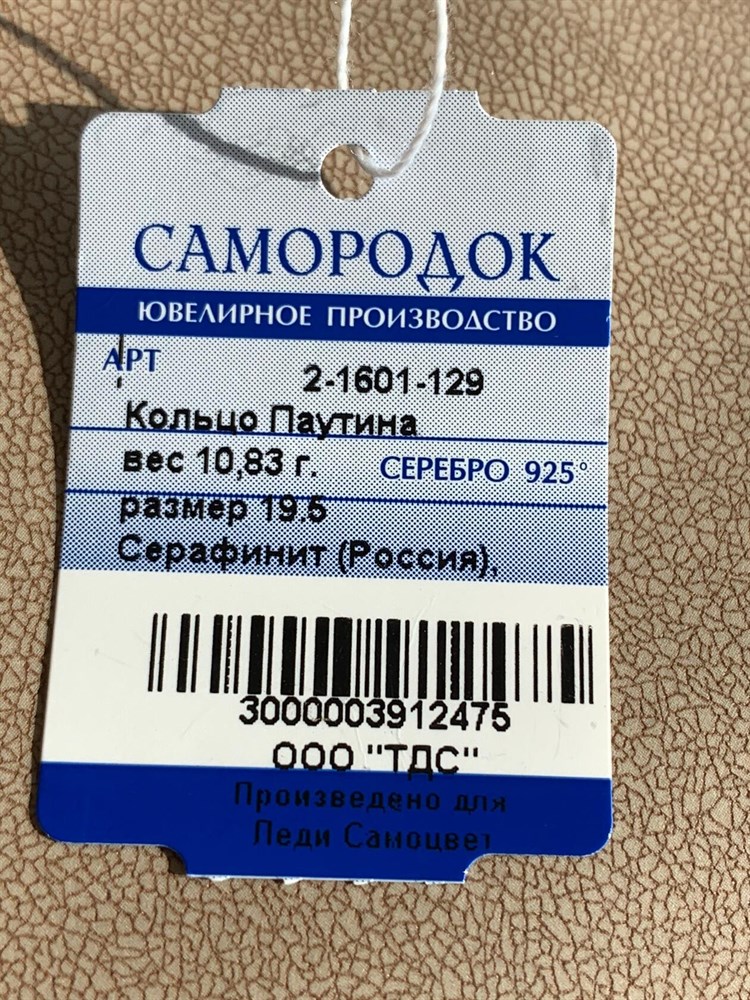 САМОРОДОК
ЮВЕЛИРНОЕ ПРОИЗВОДСТВО
АРТ 2-1601-129
Кольцо Паутина
вес 10,83 г. СЕРЕБРО 925°
размер 19.5
Серафинит (Россия),
3000003912475
ООО "ТДС"
Произведено для
Леди Самоцвет